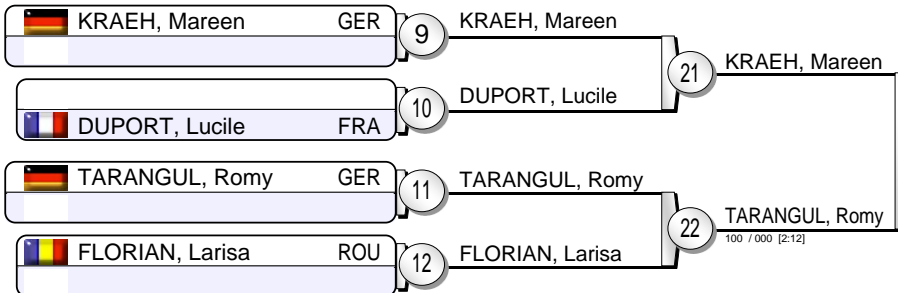 KRAEH, Mareen GER 9 KRAEH, Mareen
21 KRAEH, Mareen
10 DUPORT, Lucile
DUPORT, Lucile FRA
TARANGUL, Romy GER 11 TARANGUL, Romy
22 TARANGUL, Romy
100 / 000 [2:12]
FLORIAN, Larisa ROU 12 FLORIAN, Larisa